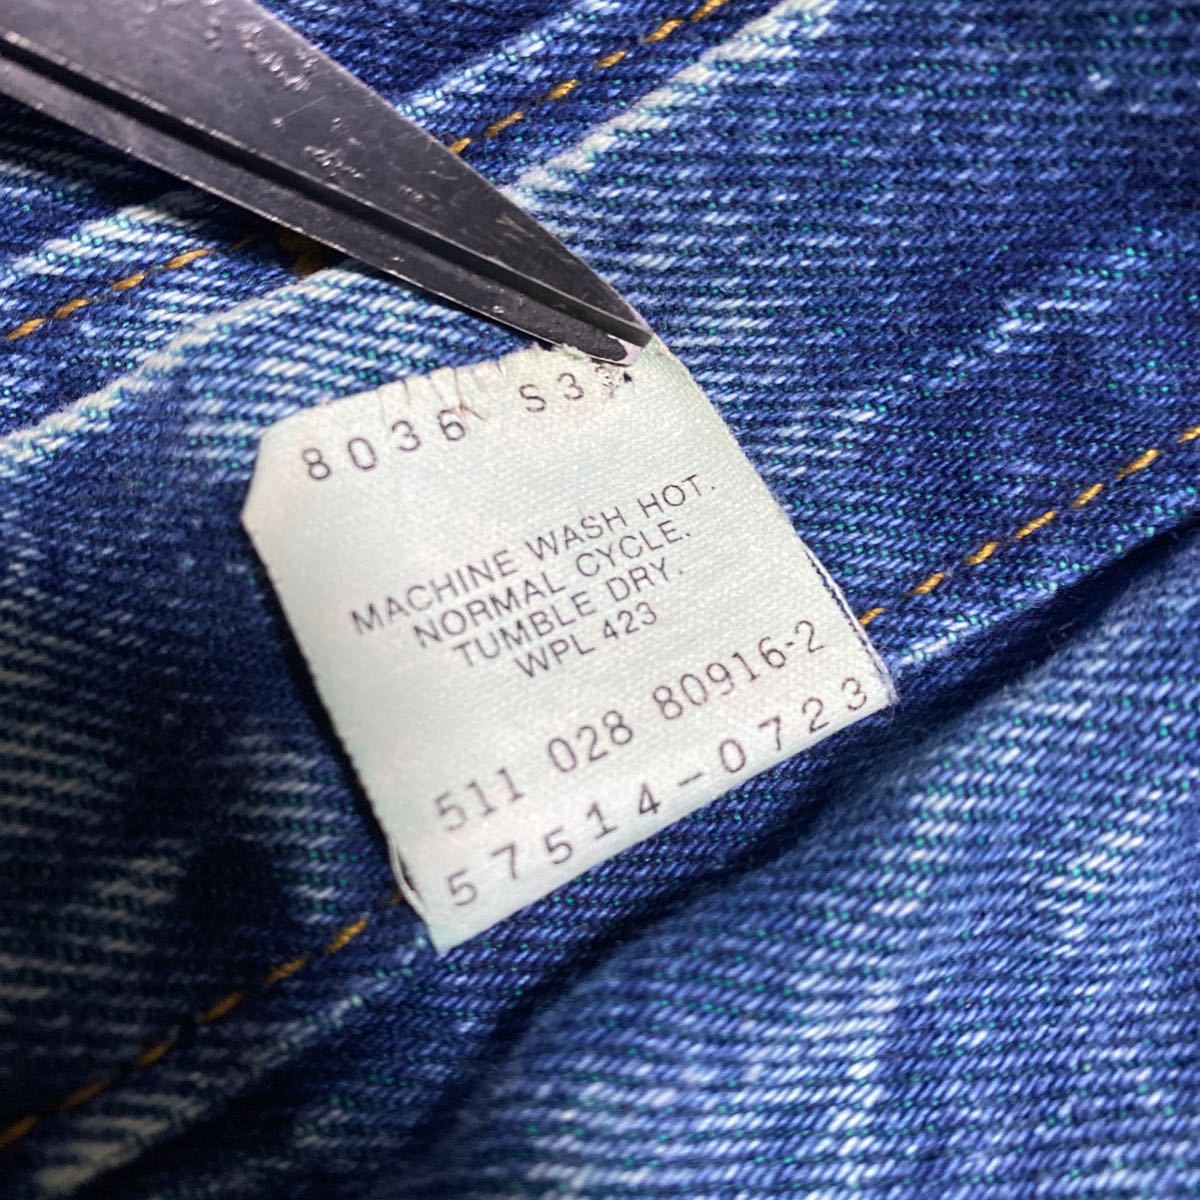 8036 S3
MACHINE WASH HOT.
NORMAL CYCLE.
TUMBLE DRY.
WPL 423
511 028 80916-2
57514-0723